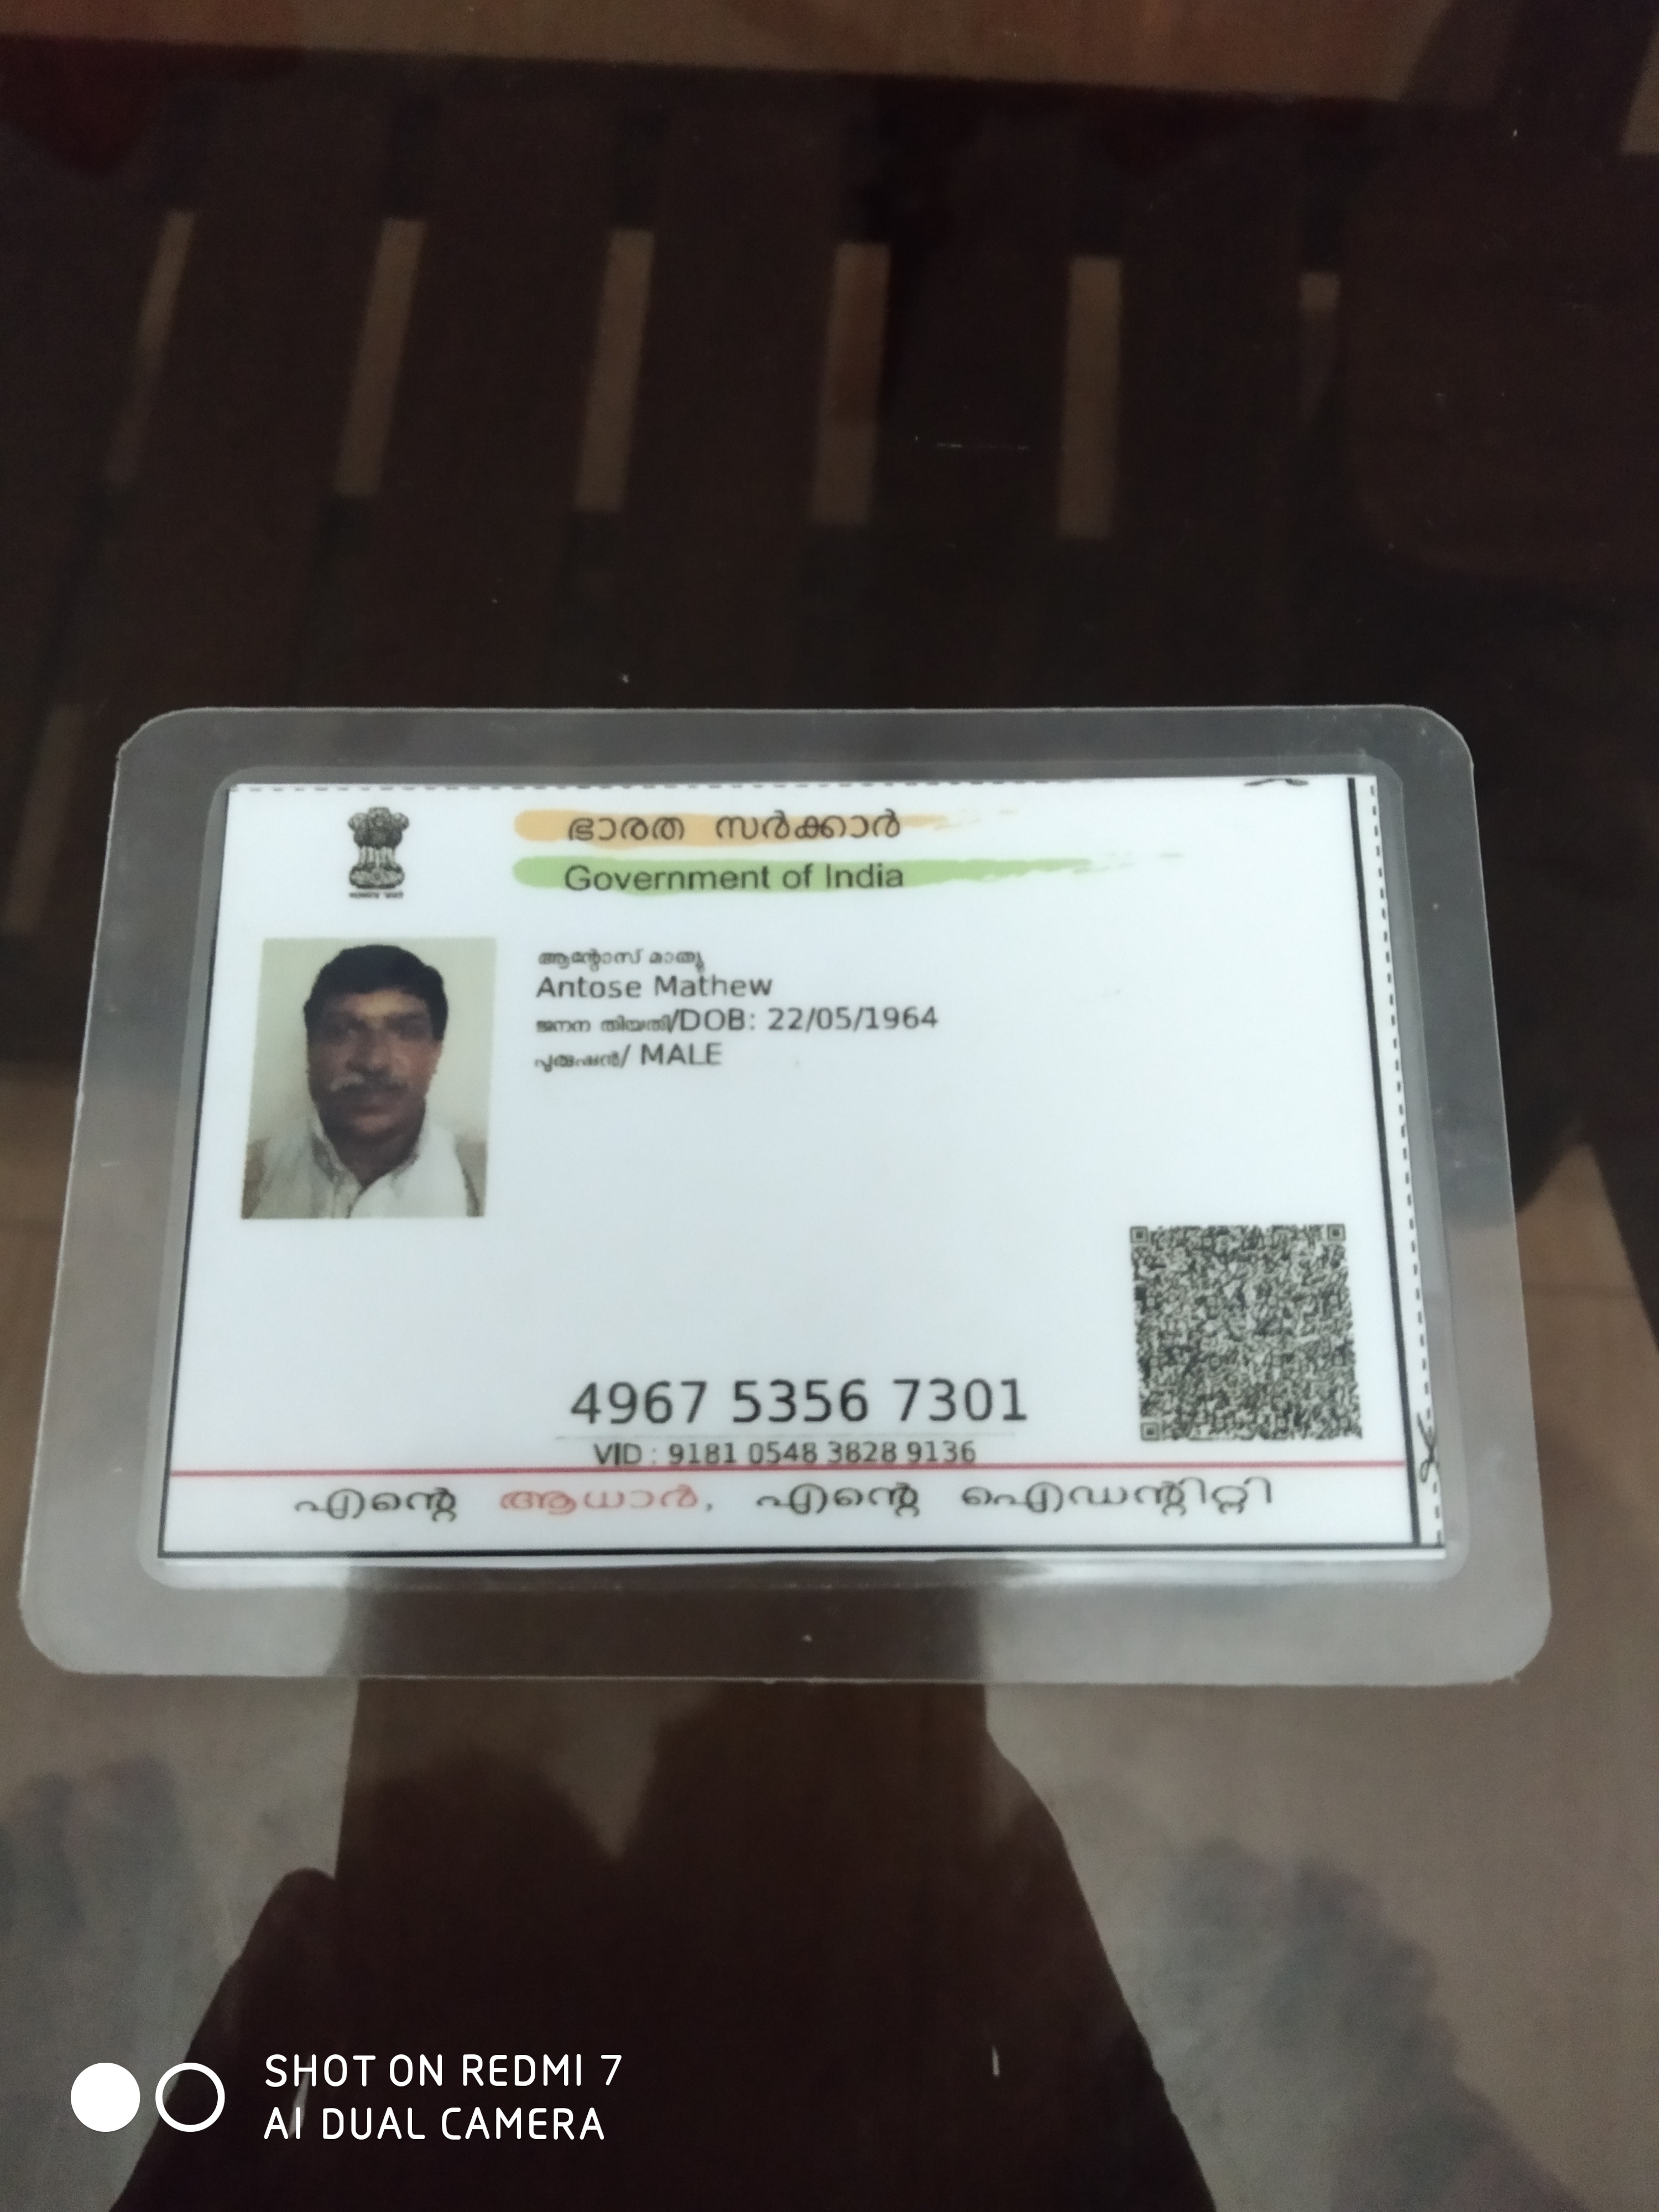 ഭാരത സർക്കാർ
Government of India
ആന്റോസ് മാത്യൂ
Antose Mathew
ജനന തിയതി/DOB: 22/05/1964
പുരുഷൻ/ MALE
4967 5356 7301
VID : 9181 0548 3828 9136
എന്റെ ആധാർ, എന്റെ ഐഡന്റിറ്റി
SHOT ON REDMI 7
AI DUAL CAMERA